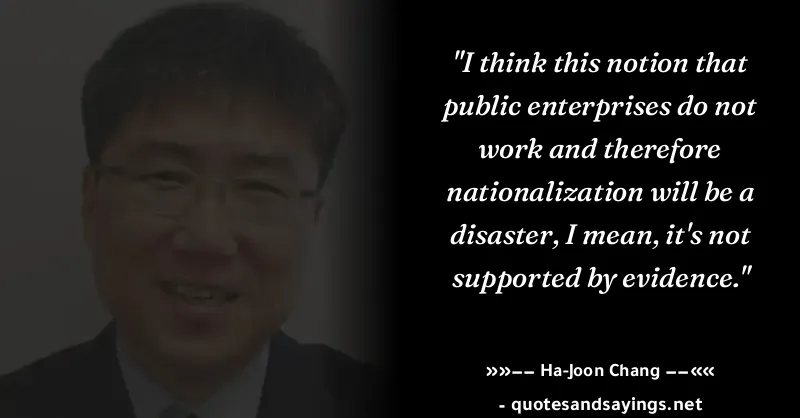 "I think this notion that
public enterprises do not
work and therefore
nationalization will be a
disaster, I mean, it's not
supported by evidence."
»»–– Ha-Joon Chang ––««
- quotesandsayings.net